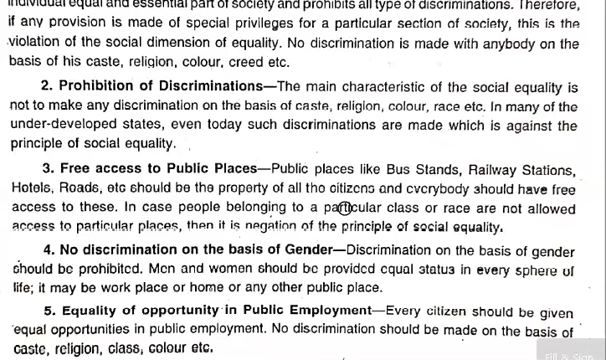 individual equal and essential part of society and prohibits all type of discriminations. Therefore,
if any provision is made of special privileges for a particular section of society, this is the
violation of the social dimension of equality. No discrimination is made with anybody on the
basis of his caste, religion, colour, creed etc.
2. Prohibition of Discriminations—The main characteristic of the social equality is
not to make any discrimination on the basis of caste, religion, colour, race etc. In many of the
under-developed states, even today such discriminations are made which is against the
principle of social equality.
3. Free access to Public Places—Public places like Bus Stands, Railway Stations,
Hotels, Roads, etc should be the property of all the citizens and everybody should have free
access to these. In case people belonging to a particular class or race are not allowed
access to particular places, then it is negation of the principle of social equality.
4. No discrimination on the basis of Gender—Discrimination on the basis of gender
should be prohibited. Men and women should be provided equal status in every sphere of
life; it may be work place or home or any other public place.
5. Equality of opportunity in Public Employment—Every citizen should be given
equal opportunities in public employment. No discrimination should be made on the basis of
caste, religion, class, colour etc.
Fill & Sign